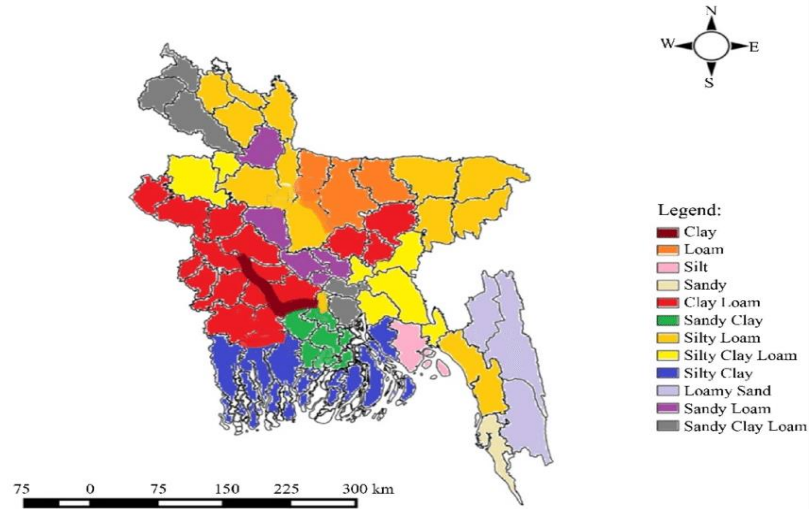 N
W E
S
Legend:
Clay
Loam
Silt
Sandy
Clay Loam
Sandy Clay
Silty Loam
Silty Clay Loam
Silty Clay
Loamy Sand
Sandy Loam
Sandy Clay Loam
75 0 75 150 225 300 km